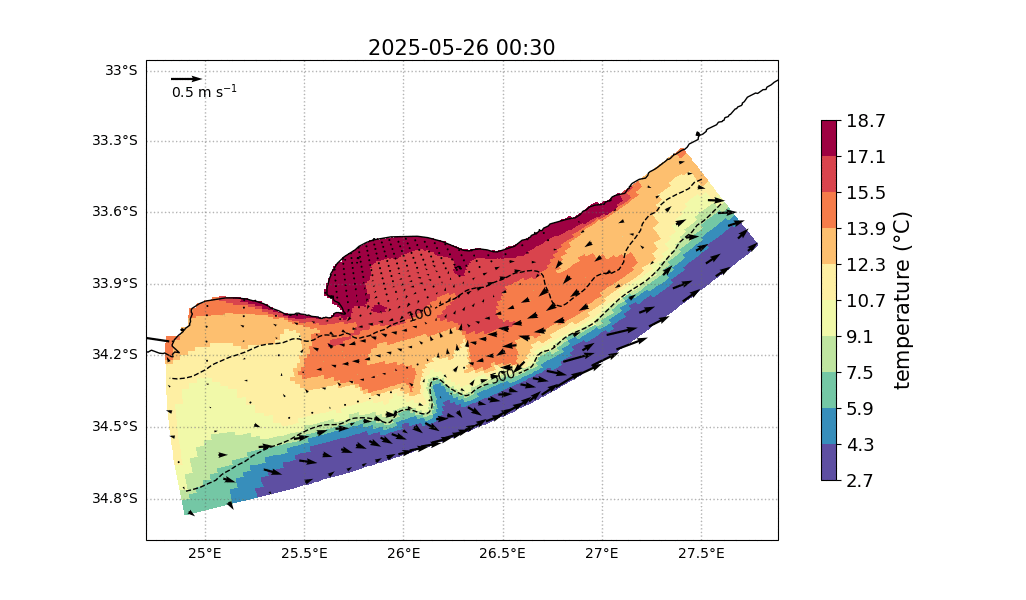 2025-05-26 00:30
0.5 m s⁻¹
33°S
33.3°S
33.6°S
33.9°S
34.2°S
34.5°S
34.8°S
100
500
25°E 25.5°E 26°E 26.5°E 27°E 27.5°E
18.7
17.1
15.5
13.9
12.3
10.7
9.1
7.5
5.9
4.3
2.7
temperature (°C)